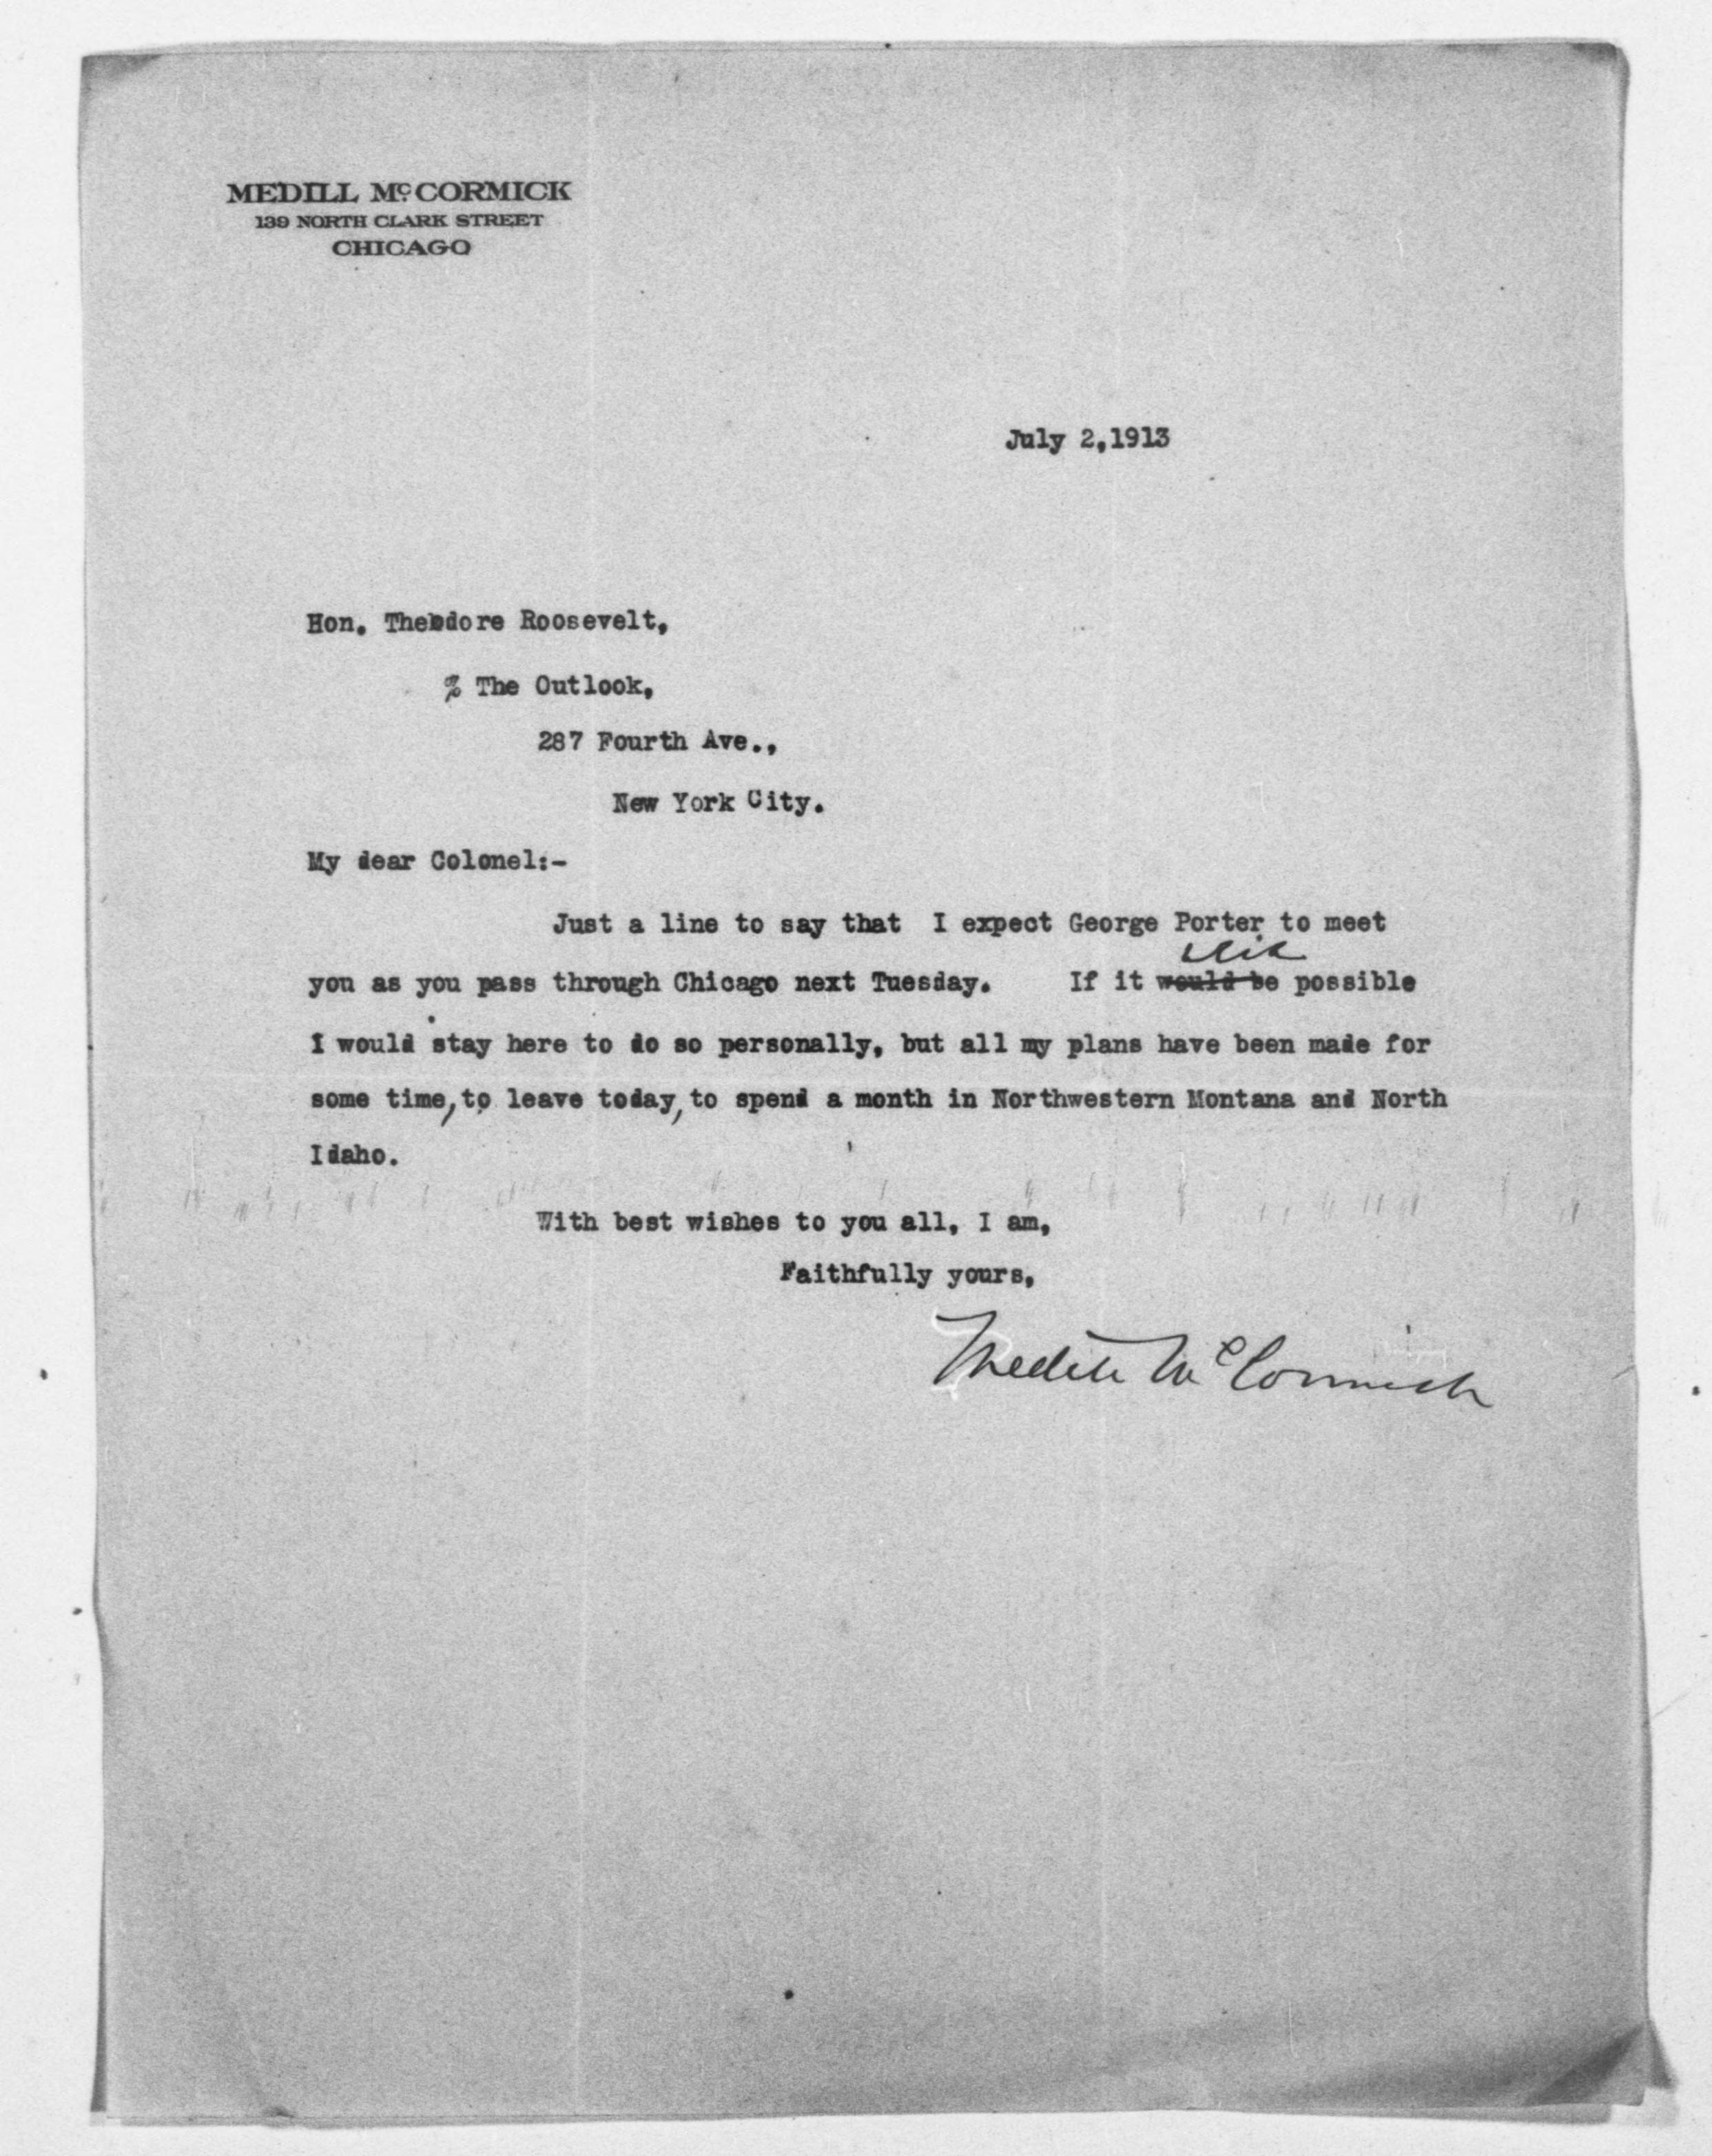 MEDILL McCORMICK
139 NORTH CLARK STREET
CHICAGO
July 2,1913
Hon. Theodore Roosevelt,
% The Outlook,
287 Fourth Ave.,
New York City.
My dear Colonel:-
Just a line to say that I expect George Porter to meet
you as you pass through Chicago next Tuesday. If it would be possible
I would stay here to do so personally, but all my plans have been made for
some time, to leave today, to spend a month in Northwestern Montana and North
Idaho.
With best wishes to you all, I am,
Faithfully yours,
Medill McCormick